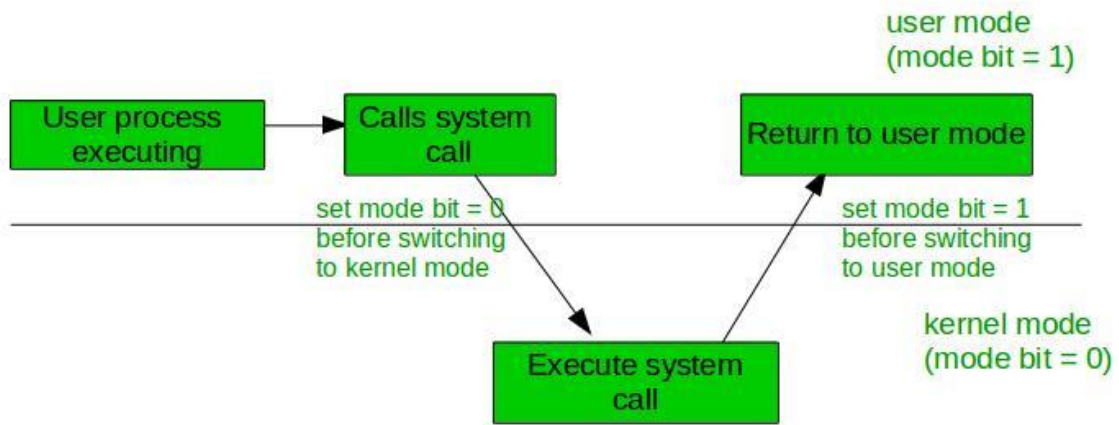 user mode
(mode bit = 1)
User process
executing
Calls system
call
Return to user mode
set mode bit = 0
before switching
to kernel mode
set mode bit = 1
before switching
to user mode
kernel mode
(mode bit = 0)
Execute system
call